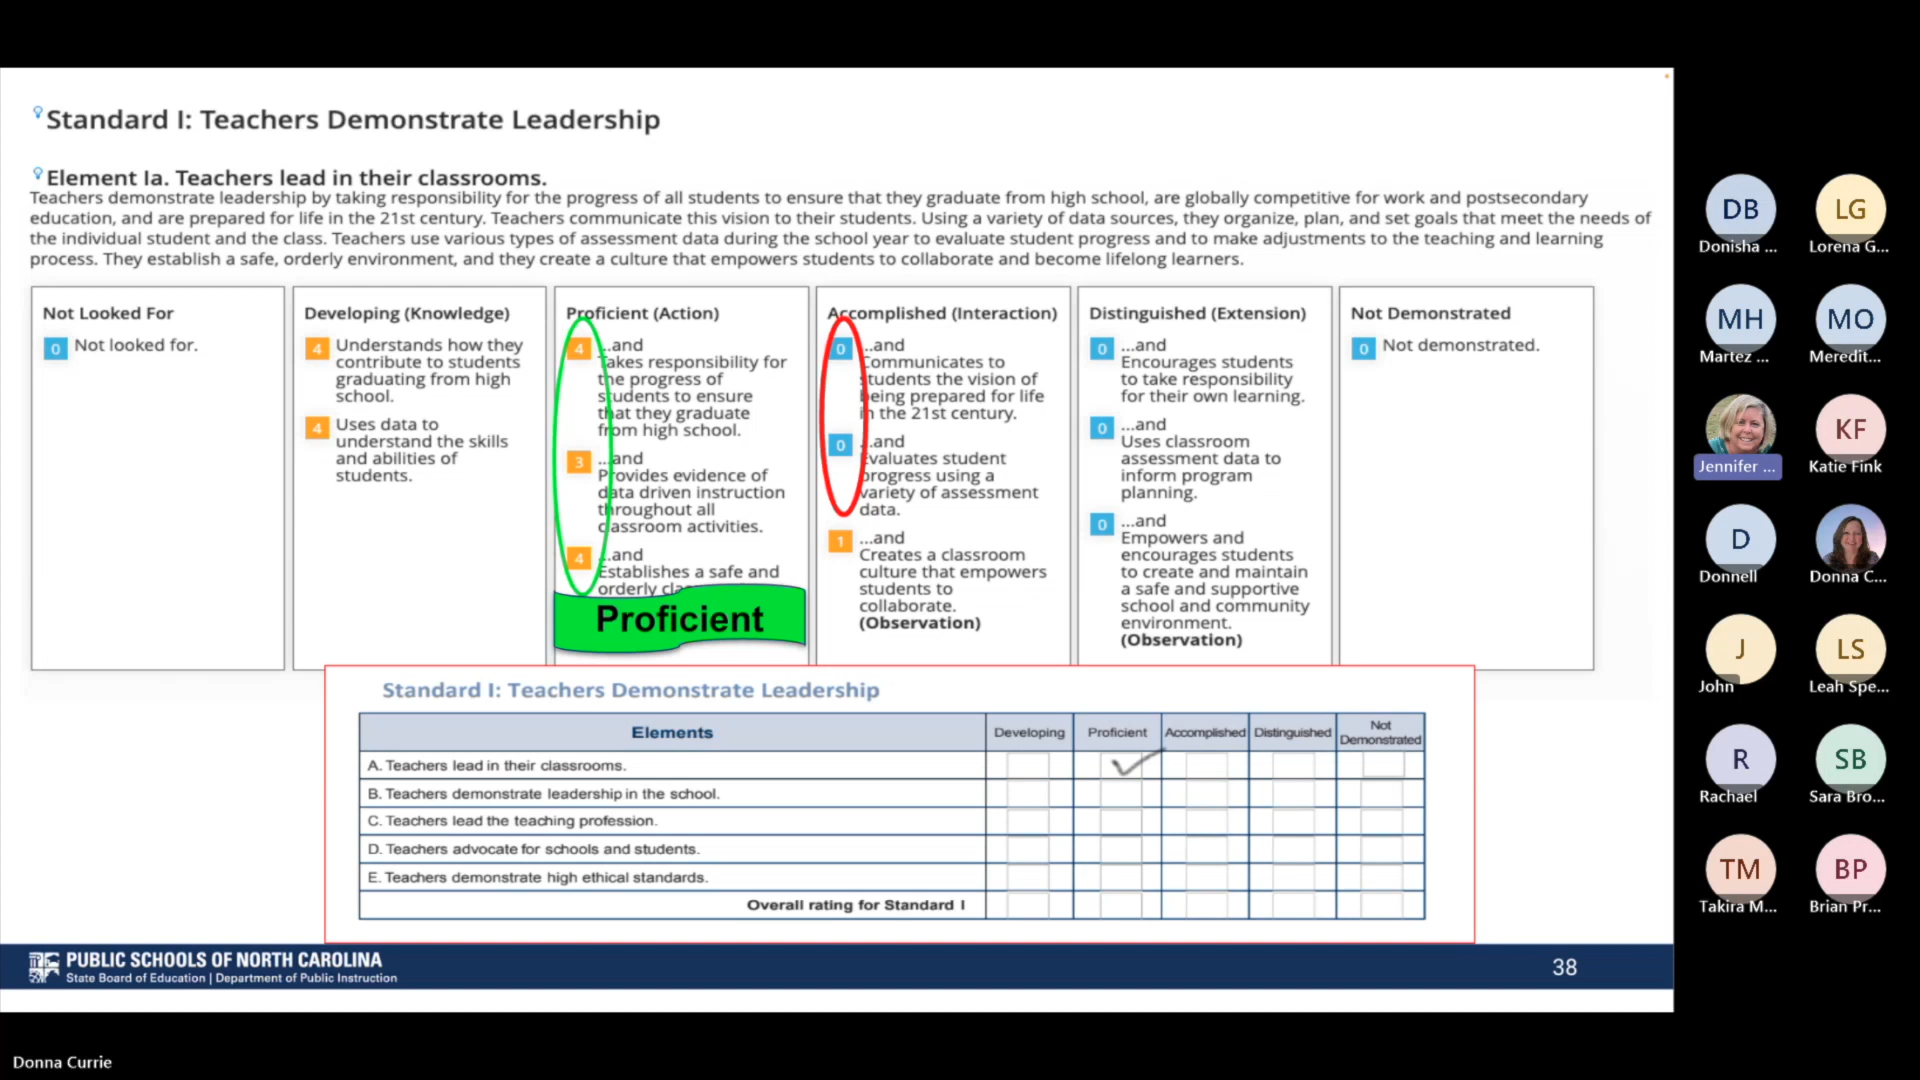 Standard I: Teachers Demonstrate Leadership
Element Ia. Teachers lead in their classrooms.
Teachers demonstrate leadership by taking responsibility for the progress of all students to ensure that they graduate from high school, are globally competitive for work and postsecondary
education, and are prepared for life in the 21st century. Teachers communicate this vision to their students. Using a variety of data sources, they organize, plan, and set goals that meet the needs of
the individual student and the class. Teachers use various types of assessment data during the school year to evaluate student progress and to make adjustments to the teaching and learning
process. They establish a safe, orderly environment, and they create a culture that empowers students to collaborate and become lifelong learners.
Not Looked For
0 Not looked for.
Developing (Knowledge)
4 Understands how they
contribute to students
graduating from high
school.
4 Uses data to
understand the skills
and abilities of
students.
Proficient (Action)
4 ...and
Takes responsibility for
the progress of
students to ensure
that they graduate
from high school.
3 ...and
Provides evidence of
data driven instruction
throughout all
classroom activities.
4 ...and
Establishes a safe and
orderly
Proficient
Accomplished (Interaction)
0 ...and
Communicates to
students the vision of
being prepared for life
in the 21st century.
0 ...and
Evaluates student
progress using a
variety of assessment
data.
1 ...and
Creates a classroom
culture that empowers
students to
collaborate.
(Observation)
Distinguished (Extension)
0 ...and
Encourages students
to take responsibility
for their own learning.
0 ...and
Uses classroom
assessment data to
inform program
planning.
0 ...and
Empowers and
encourages students
to create and maintain
a safe and supportive
school and community
environment.
(Observation)
Not Demonstrated
0 Not demonstrated.
Standard I: Teachers Demonstrate Leadership
Elements Developing Proficient Accomplished Distinguished Not Demonstrated
A. Teachers lead in their classrooms.
B. Teachers demonstrate leadership in the school.
C. Teachers lead the teaching profession.
D. Teachers advocate for schools and students.
E. Teachers demonstrate high ethical standards.
Overall rating for Standard I
PUBLIC SCHOOLS OF NORTH CAROLINA
State Board of Education | Department of Public Instruction
38
DB LG
Donisha ... Lorena G...
MH MO
Martez ... Meredit...
KF
Jennifer ... Katie Fink
D
Donnell Donna C...
J LS
John Leah Spe...
R SB
Rachael Sara Bro...
TM BP
Takira M... Brian Pr...
Donna Currie